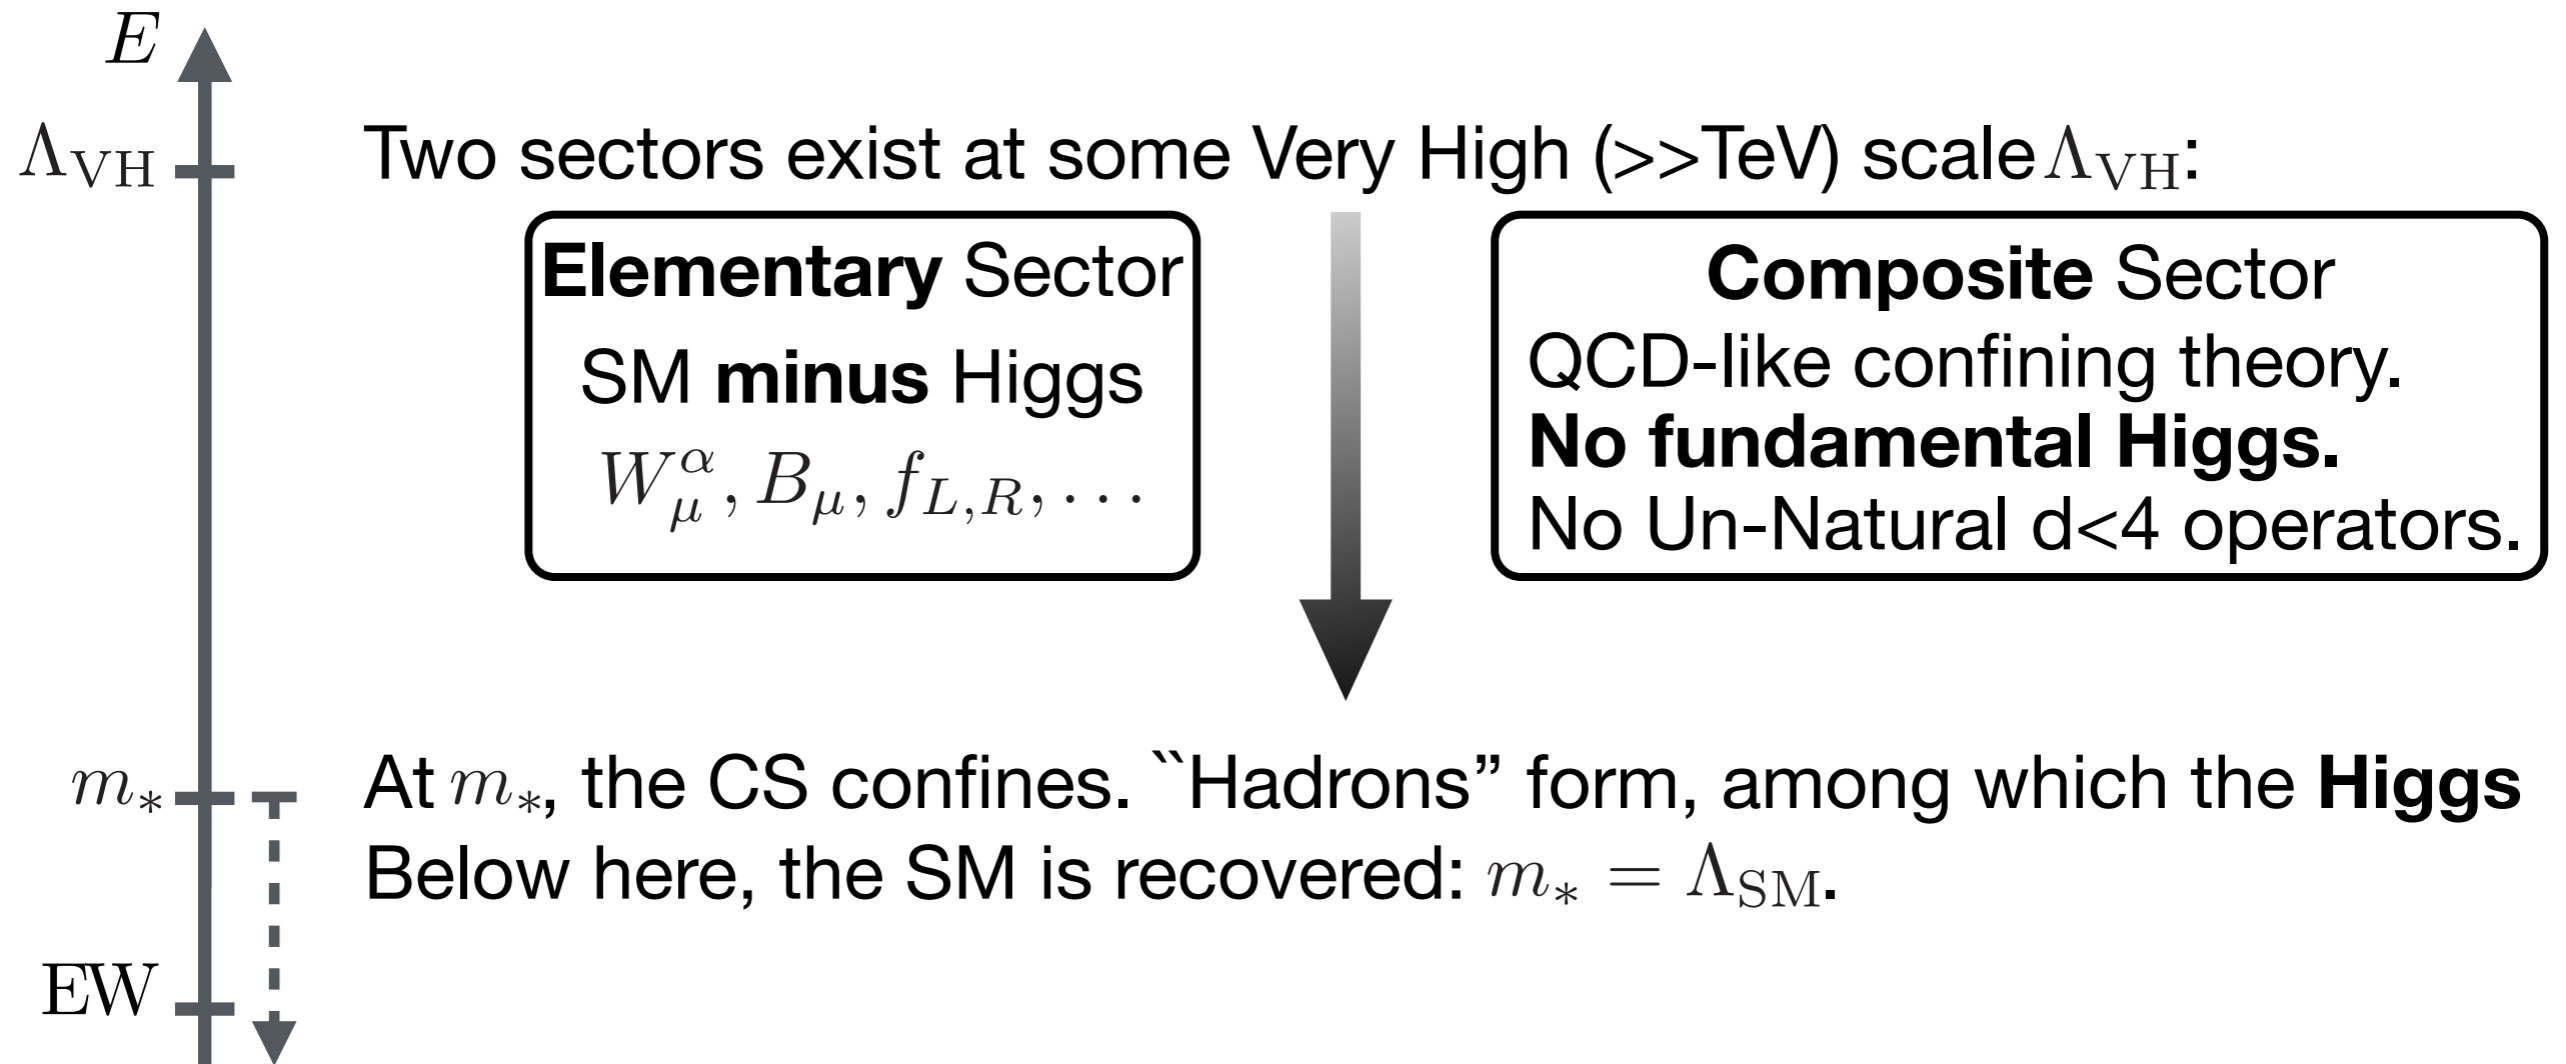 E
Λ_VH
Two sectors exist at some Very High (>>TeV) scale Λ_VH:
Elementary Sector
SM minus Higgs
W_μ^α, B_μ, f_{L,R}, . . .
Composite Sector
QCD-like confining theory.
No fundamental Higgs.
No Un-Natural d<4 operators.
m_*
At m_*, the CS confines. ``Hadrons” form, among which the Higgs
Below here, the SM is recovered: m_* = Λ_SM.
EW